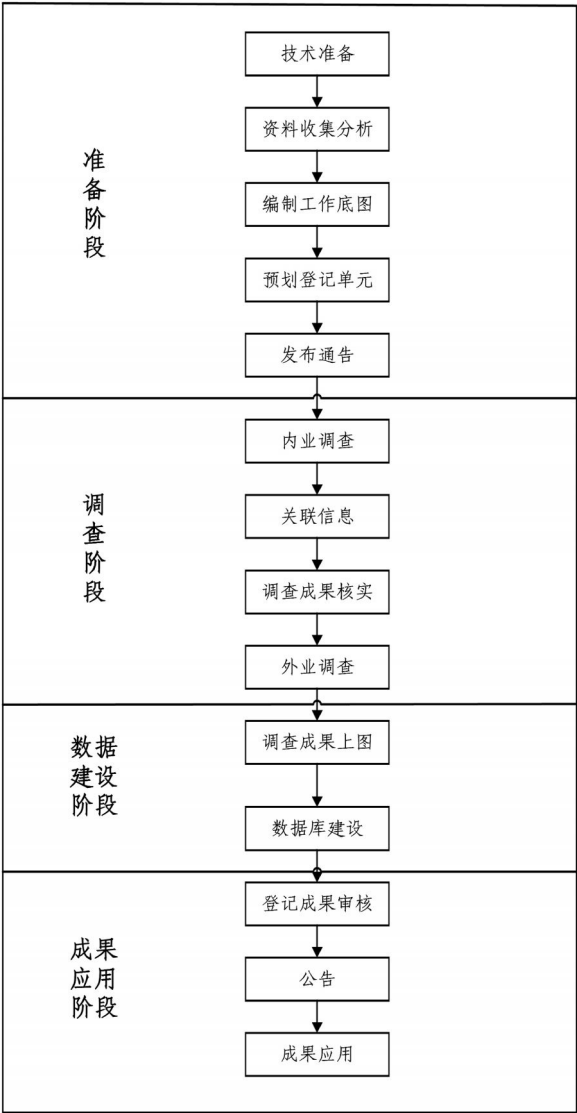 准备阶段
技术准备
资料收集分析
编制工作底图
预划登记单元
发布通告
调查阶段
内业调查
关联信息
调查成果核实
外业调查
数据
建设
阶段
调查成果上图
数据库建设
成果
应用
阶段
登记成果审核
公告
成果应用